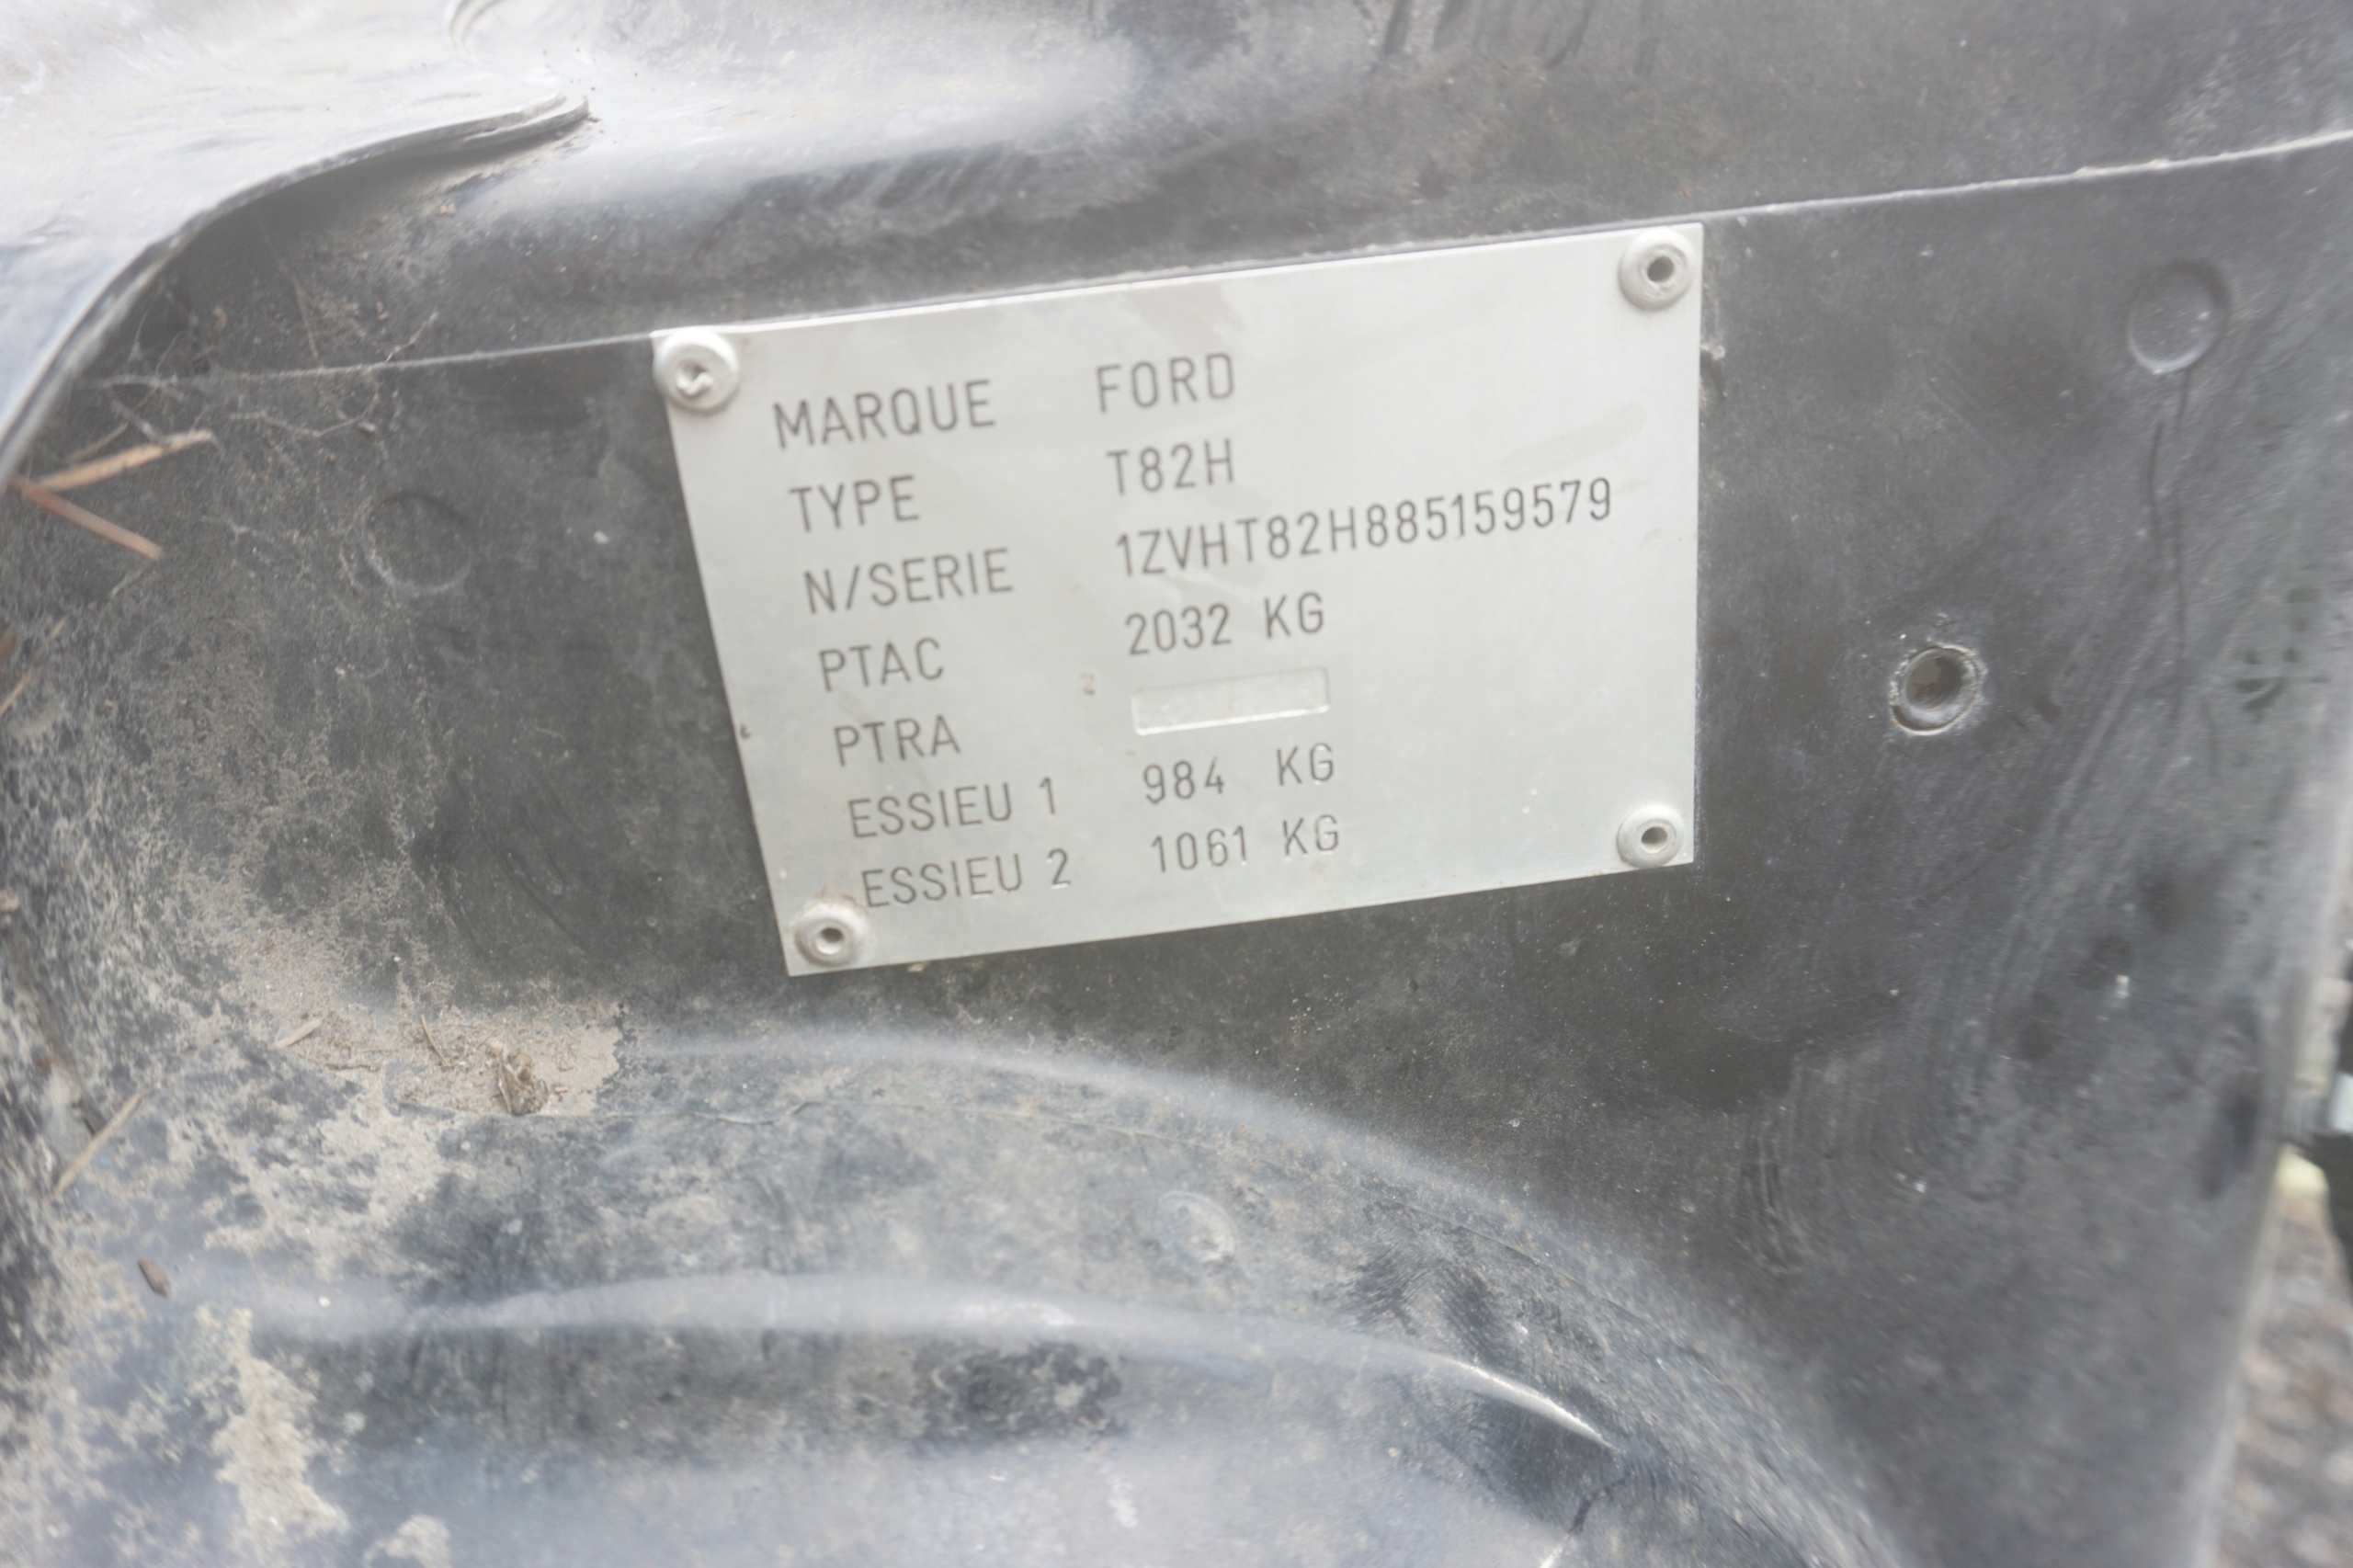 MARQUE FORD
TYPE T82H
N/SERIE 1ZVHT82H885159579
PTAC 2032 KG
PTRA
ESSIEU 1 984 KG
ESSIEU 2 1061 KG